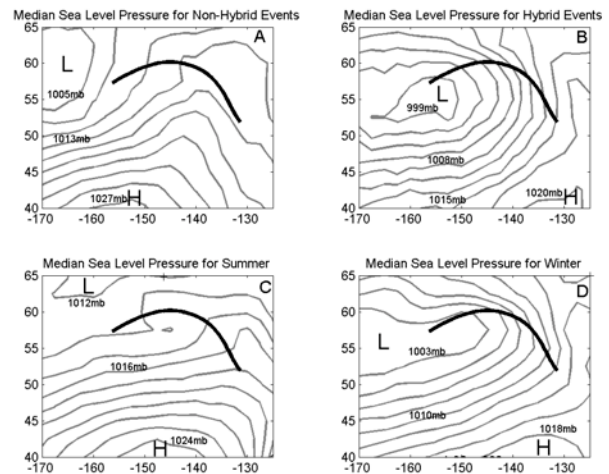 Median Sea Level Pressure for Non-Hybrid Events
A
65
60
55
50
45
40
L
1005mb
1013mb
1027mb
H
-170 -160 -150 -140 -130
Median Sea Level Pressure for Hybrid Events
B
65
60
55
50
45
40
L
999mb
1008mb
1015mb
1020mb
H
-170 -160 -150 -140 -130
Median Sea Level Pressure for Summer
C
65
60
55
50
45
40
L
1012mb
1016mb
1024mb
H
-170 -160 -150 -140 -130
Median Sea Level Pressure for Winter
D
65
60
55
50
45
40
L
1003mb
1010mb
1018mb
H
-170 -160 -150 -140 -130